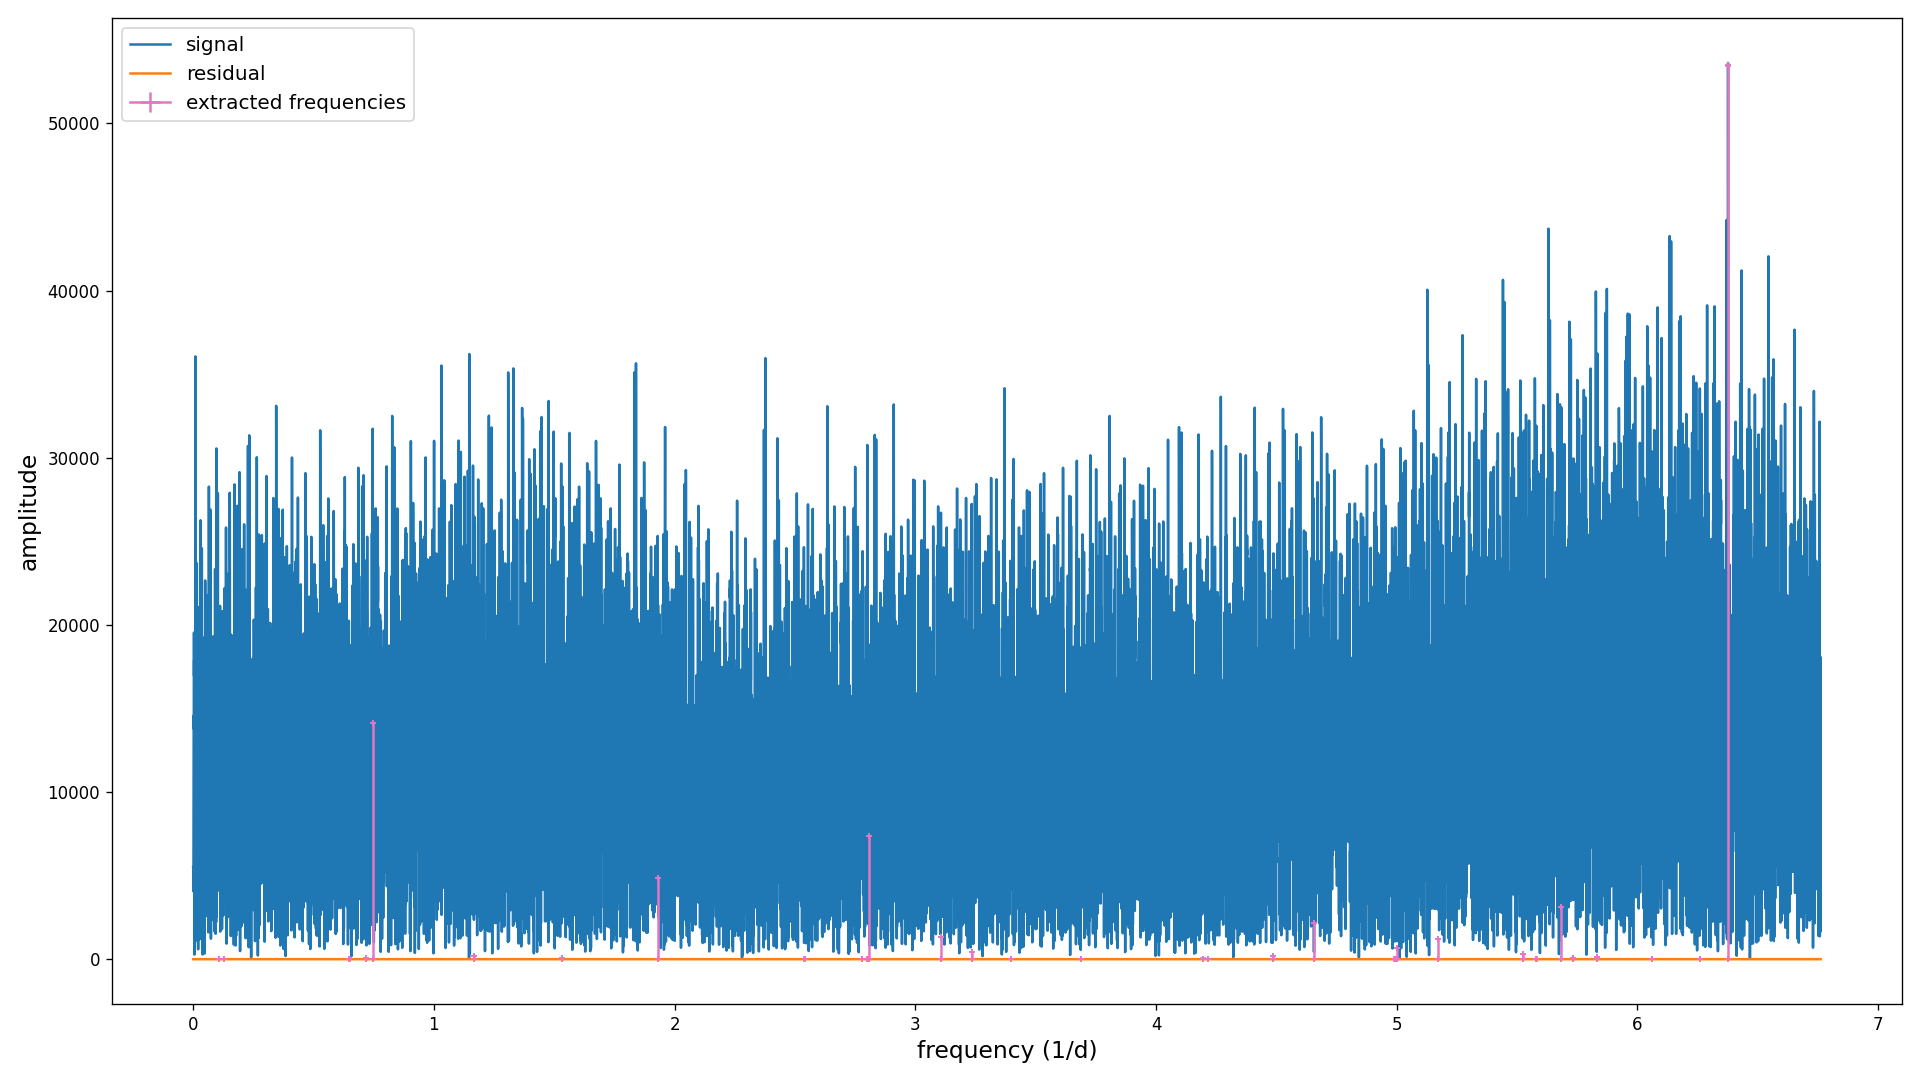 signal
residual
extracted frequencies
amplitude
50000
40000
30000
20000
10000
0
0 1 2 3 4 5 6 7
frequency (1/d)